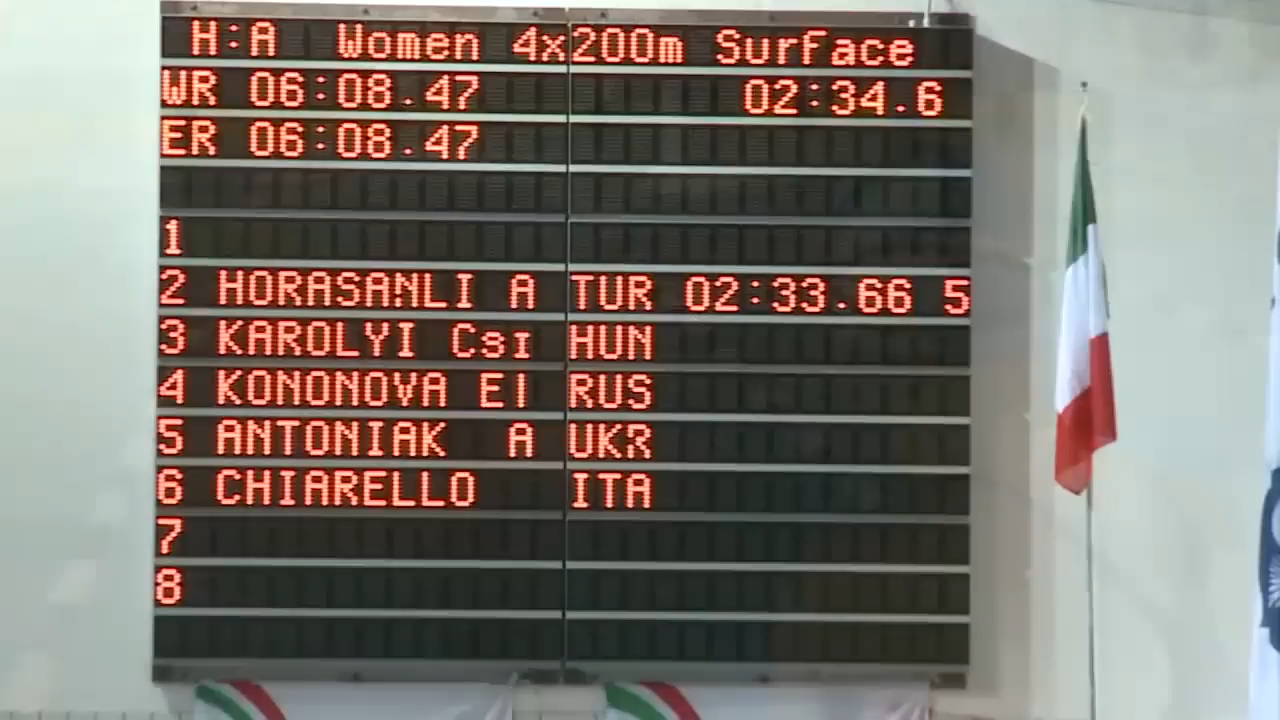 H:A Women 4x200m Surface
WR 06:08.47 02:34.6
ER 06:08.47
1
2 HORASANLI A TUR 02:33.66 5
3 KAROLYI Csi HUN
4 KONONOVA El RUS
5 ANTONIAK A UKR
6 CHIARELLO ITA
7
8